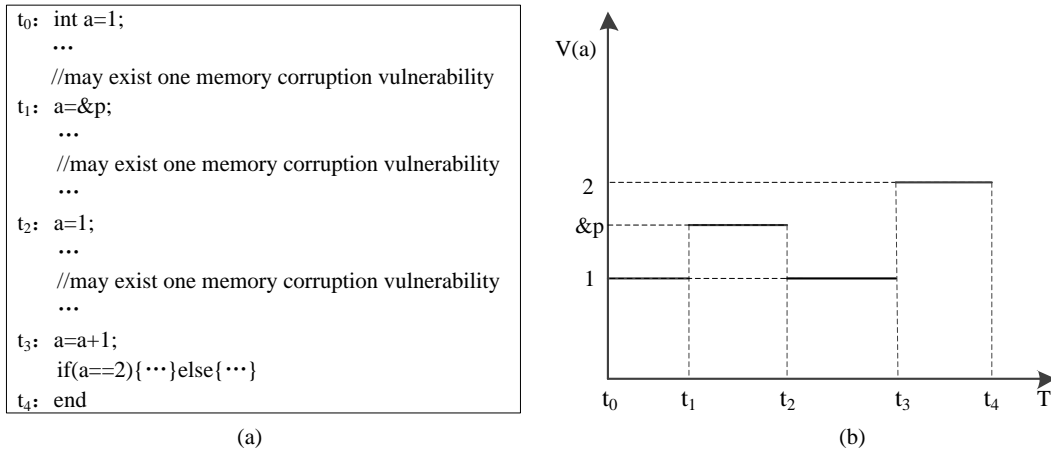 t₀: int a=1;
…
//may exist one memory corruption vulnerability
t₁: a=&p;
…
//may exist one memory corruption vulnerability
…
t₂: a=1;
…
//may exist one memory corruption vulnerability
…
t₃: a=a+1;
if(a==2){…}else{…}
t₄: end
(a)
V(a)
2
&p
1
t₀ t₁ t₂ t₃ t₄ T
(b)